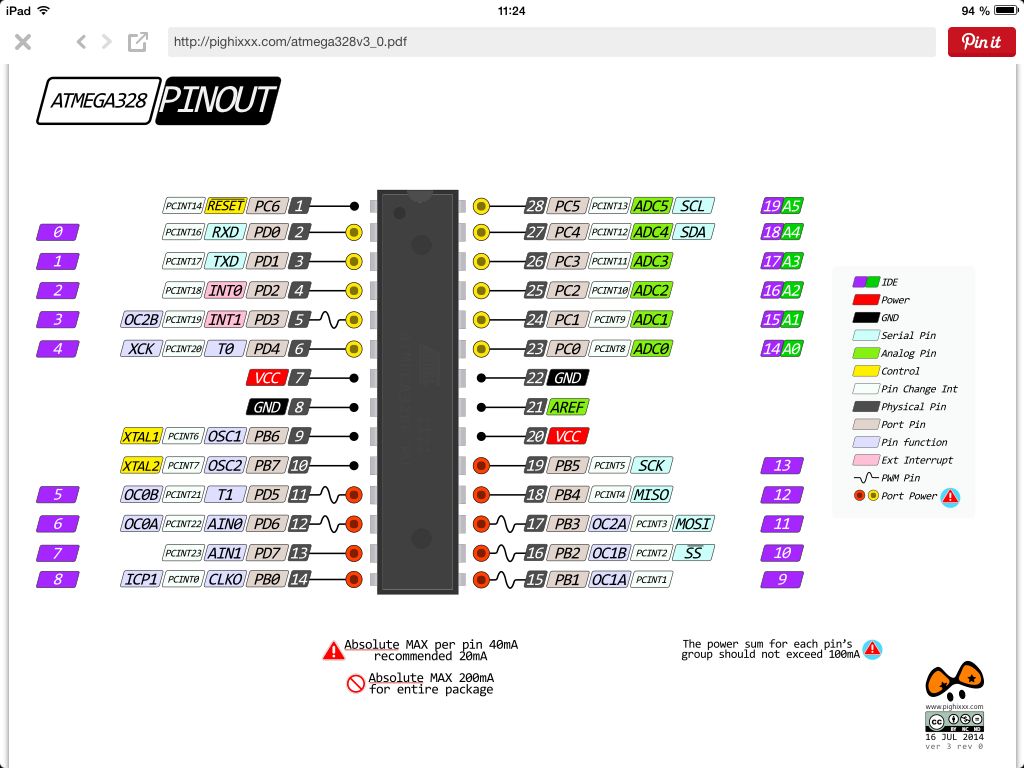 iPad 11:24 94 %
http://pighixxx.com/atmega328v3_0.pdf Pin it
ATMEGA328 PINOUT
PCINT14 RESET PC6 1 28 PC5 PCINT13 ADC5 SCL 19 A5
0 PCINT16 RXD PD0 2 27 PC4 PCINT12 ADC4 SDA 18 A4
1 PCINT17 TXD PD1 3 26 PC3 PCINT11 ADC3 17 A3
2 PCINT18 INT0 PD2 4 25 PC2 PCINT10 ADC2 16 A2
3 OC2B PCINT19 INT1 PD3 5 24 PC1 PCINT9 ADC1 15 A1
4 XCK PCINT20 T0 PD4 6 23 PC0 PCINT8 ADC0 14 A0
VCC 7 22 GND
GND 8 21 AREF
XTAL1 PCINT6 OSC1 PB6 9 20 VCC
XTAL2 PCINT7 OSC2 PB7 10 19 PB5 PCINT5 SCK 13
5 OC0B PCINT21 T1 PD5 11 18 PB4 PCINT4 MISO 12
6 OC0A PCINT22 AIN0 PD6 12 17 PB3 OC2A PCINT3 MOSI 11
7 PCINT23 AIN1 PD7 13 16 PB2 OC1B PCINT2 SS 10
8 ICP1 PCINT0 CLKO PB0 14 15 PB1 OC1A PCINT1 9
IDE
Power
GND
Serial Pin
Analog Pin
Control
Pin Change Int
Physical Pin
Port Pin
Pin function
Ext Interrupt
PWM Pin
Port Power
Absolute MAX per pin 40mA
recommended 20mA
Absolute MAX 200mA
for entire package
The power sum for each pin's
group should not exceed 100mA
www.pighixxx.com
cc
BY NC ND
16 JUL 2014
ver 3 rev 0